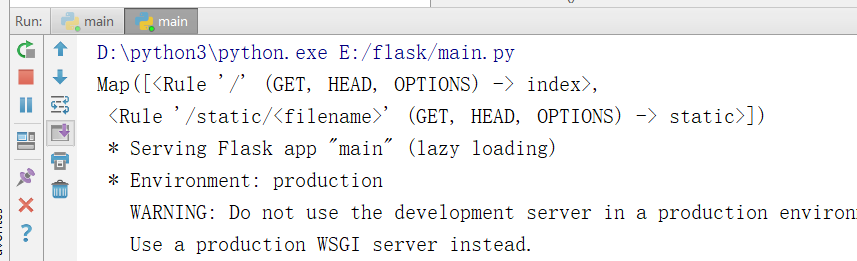 Run: main main
D:\python3\python.exe E:/flask/main.py
Map([<Rule '/' (GET, HEAD, OPTIONS) -> index>,
<Rule '/static/<filename>' (GET, HEAD, OPTIONS) -> static>])
* Serving Flask app "main" (lazy loading)
* Environment: production
WARNING: Do not use the development server in a production
Use a production WSGI server instead.